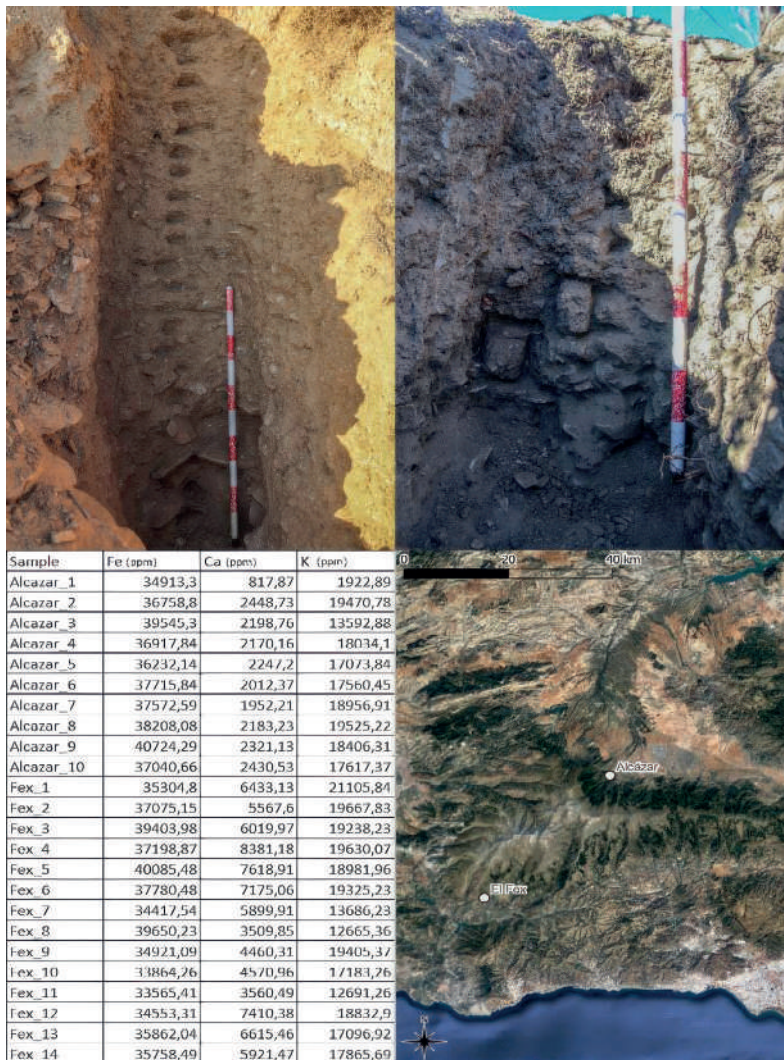 Sample Fe (ppm) Ca (ppm) K (ppm)
Alcazar_1 34913,3 817,87 1922,89
Alcazar_2 36758,8 2448,73 19470,78
Alcazar_3 39545,3 2198,76 13592,88
Alcazar_4 36917,84 2170,16 18034,1
Alcazar_5 36232,14 2247,2 17073,84
Alcazar_6 37715,84 2012,37 17560,45
Alcazar_7 37572,59 1952,21 18956,91
Alcazar_8 38208,08 2183,23 19525,22
Alcazar_9 40724,29 2321,13 18406,31
Alcazar_10 37040,66 2430,53 17617,37
Fex_1 35304,8 6433,13 21105,84
Fex_2 37075,15 5567,6 19667,83
Fex_3 39403,98 6019,97 19238,23
Fex_4 37198,87 8381,18 19630,07
Fex_5 40085,48 7618,91 18981,96
Fex_6 37780,48 7175,06 19325,23
Fex_7 34417,54 5899,91 13686,23
Fex_8 39650,23 3509,85 12665,36
Fex_9 34921,09 4460,31 19405,37
Fex_10 33864,26 4570,96 17183,26
Fex_11 33565,41 3560,49 12691,26
Fex_12 34553,31 7410,38 18832,9
Fex_13 35862,04 6615,46 17096,92
Fex_14 35758,49 5921,47 17865,69
0 20 40 km
Alcázar
El Fex
N